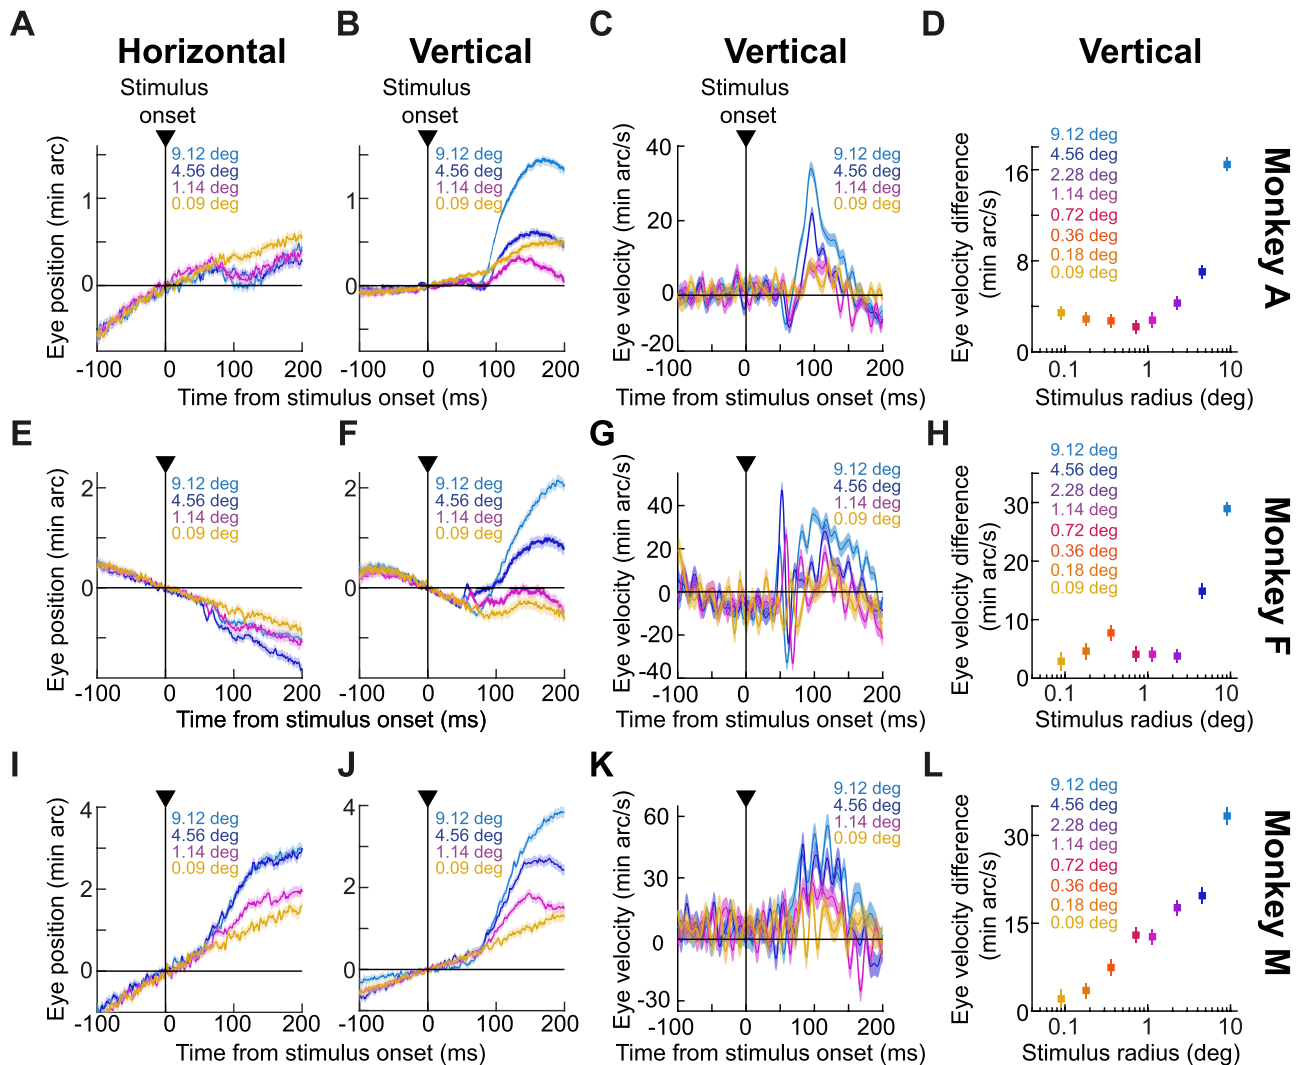 A
Horizontal
Stimulus
onset
Eye position (min arc)
1
0
9.12 deg
4.56 deg
1.14 deg
0.09 deg
-100
0
100
200
B
Vertical
Stimulus
onset
1
0
9.12 deg
4.56 deg
1.14 deg
0.09 deg
-100
0
100
200
Time from stimulus onset (ms)
C
Vertical
Stimulus
onset
Eye velocity (min arc/s)
40
20
0
-20
9.12 deg
4.56 deg
1.14 deg
0.09 deg
-100
0
100
200
Time from stimulus onset (ms)
D
Vertical
Eye velocity difference
(min arc/s)
16
8
0
9.12 deg
4.56 deg
2.28 deg
1.14 deg
0.72 deg
0.36 deg
0.18 deg
0.09 deg
0.1
1
10
Stimulus radius (deg)
Monkey A
E
Eye position (min arc)
2
0
9.12 deg
4.56 deg
1.14 deg
0.09 deg
-100
0
100
200
F
2
0
9.12 deg
4.56 deg
1.14 deg
0.09 deg
-100
0
100
200
Time from stimulus onset (ms)
G
Eye velocity (min arc/s)
40
20
0
-20
-40
9.12 deg
4.56 deg
1.14 deg
0.09 deg
-100
0
100
200
Time from stimulus onset (ms)
H
Eye velocity difference
(min arc/s)
30
20
10
0
9.12 deg
4.56 deg
2.28 deg
1.14 deg
0.72 deg
0.36 deg
0.18 deg
0.09 deg
0.1
1
10
Stimulus radius (deg)
Monkey F
I
Eye position (min arc)
4
2
0
9.12 deg
4.56 deg
1.14 deg
0.09 deg
-100
0
100
200
J
4
2
0
9.12 deg
4.56 deg
1.14 deg
0.09 deg
-100
0
100
200
Time from stimulus onset (ms)
K
Eye velocity (min arc/s)
60
30
0
-30
9.12 deg
4.56 deg
1.14 deg
0.09 deg
-100
0
100
200
Time from stimulus onset (ms)
L
Eye velocity difference
(min arc/s)
30
15
0
9.12 deg
4.56 deg
2.28 deg
1.14 deg
0.72 deg
0.36 deg
0.18 deg
0.09 deg
0.1
1
10
Stimulus radius (deg)
Monkey M